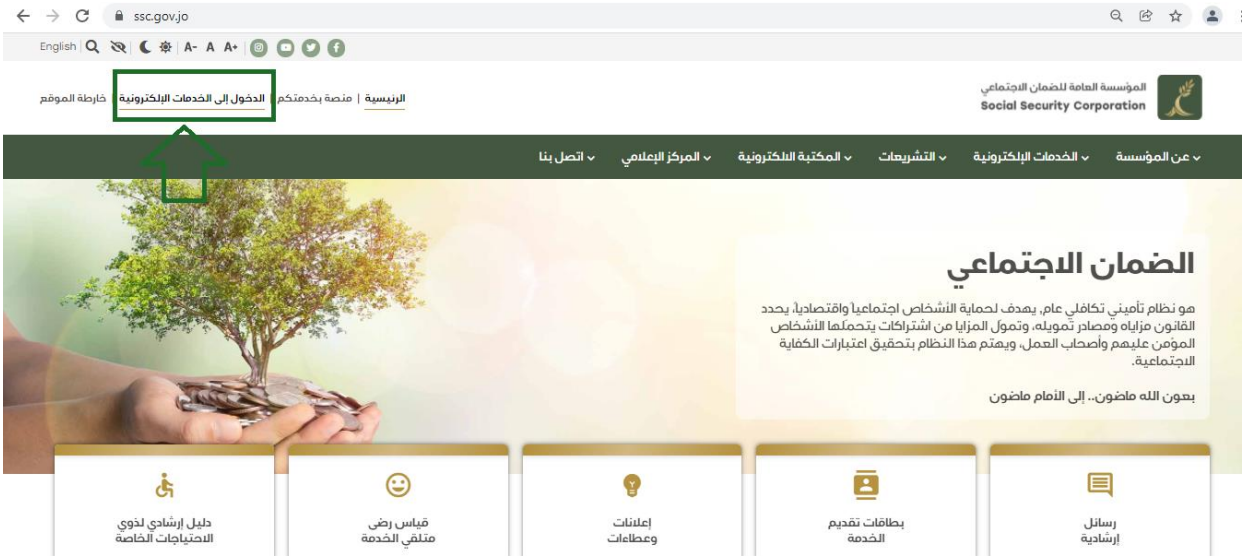 ssc.gov.jo
English
A- A A+
الرئيسية | منصة بخدمتكم | الدخول إلى الخدمات الإلكترونية | خارطة الموقع
المؤسسة العامة للضمان الاجتماعي
Social Security Corporation
عن المؤسسة
الخدمات الإلكترونية
التشريعات
المكتبة الالكترونية
المركز الإعلامي
اتصل بنا
الضمان الاجتماعي
هو نظام تأميني تكافلي عام, يهدف لحماية الأشخاص اجتماعياً واقتصادياً, يحدد
القانون مزاياه ومصادر تمويله، وتموّل المزايا من اشتراكات يتحملها الأشخاص
المؤمن عليهم وأصحاب العمل، ويهتم هذا النظام بتحقيق اعتبارات الكفاية
الاجتماعية.
بعون الله ماضون.. إلى الأمام ماضون
رسائل
إرشادية
بطاقات تقديم
الخدمة
إعلانات
وعطاءات
قياس رضى
متلقي الخدمة
دليل إرشادي لذوي
الاحتياجات الخاصة